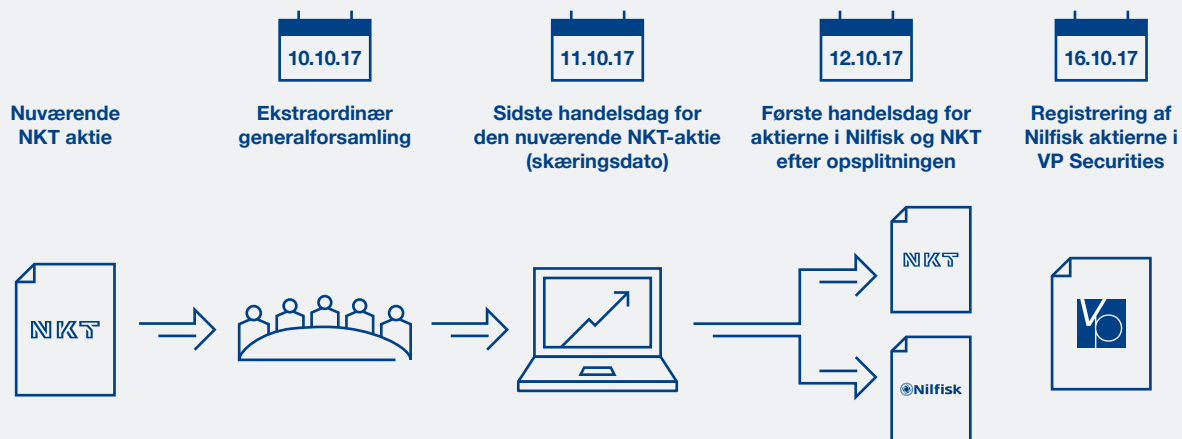 10.10.17
11.10.17
12.10.17
16.10.17
Nuværende
NKT aktie
Ekstraordinær
generalforsamling
Sidste handelsdag for
den nuværende NKT-aktie
(skæringsdato)
Første handelsdag for
aktierne i Nilfisk og NKT
efter opsplitningen
Registrering af
Nilfisk aktierne i
VP Securities
NKT
NKT
Nilfisk
VP